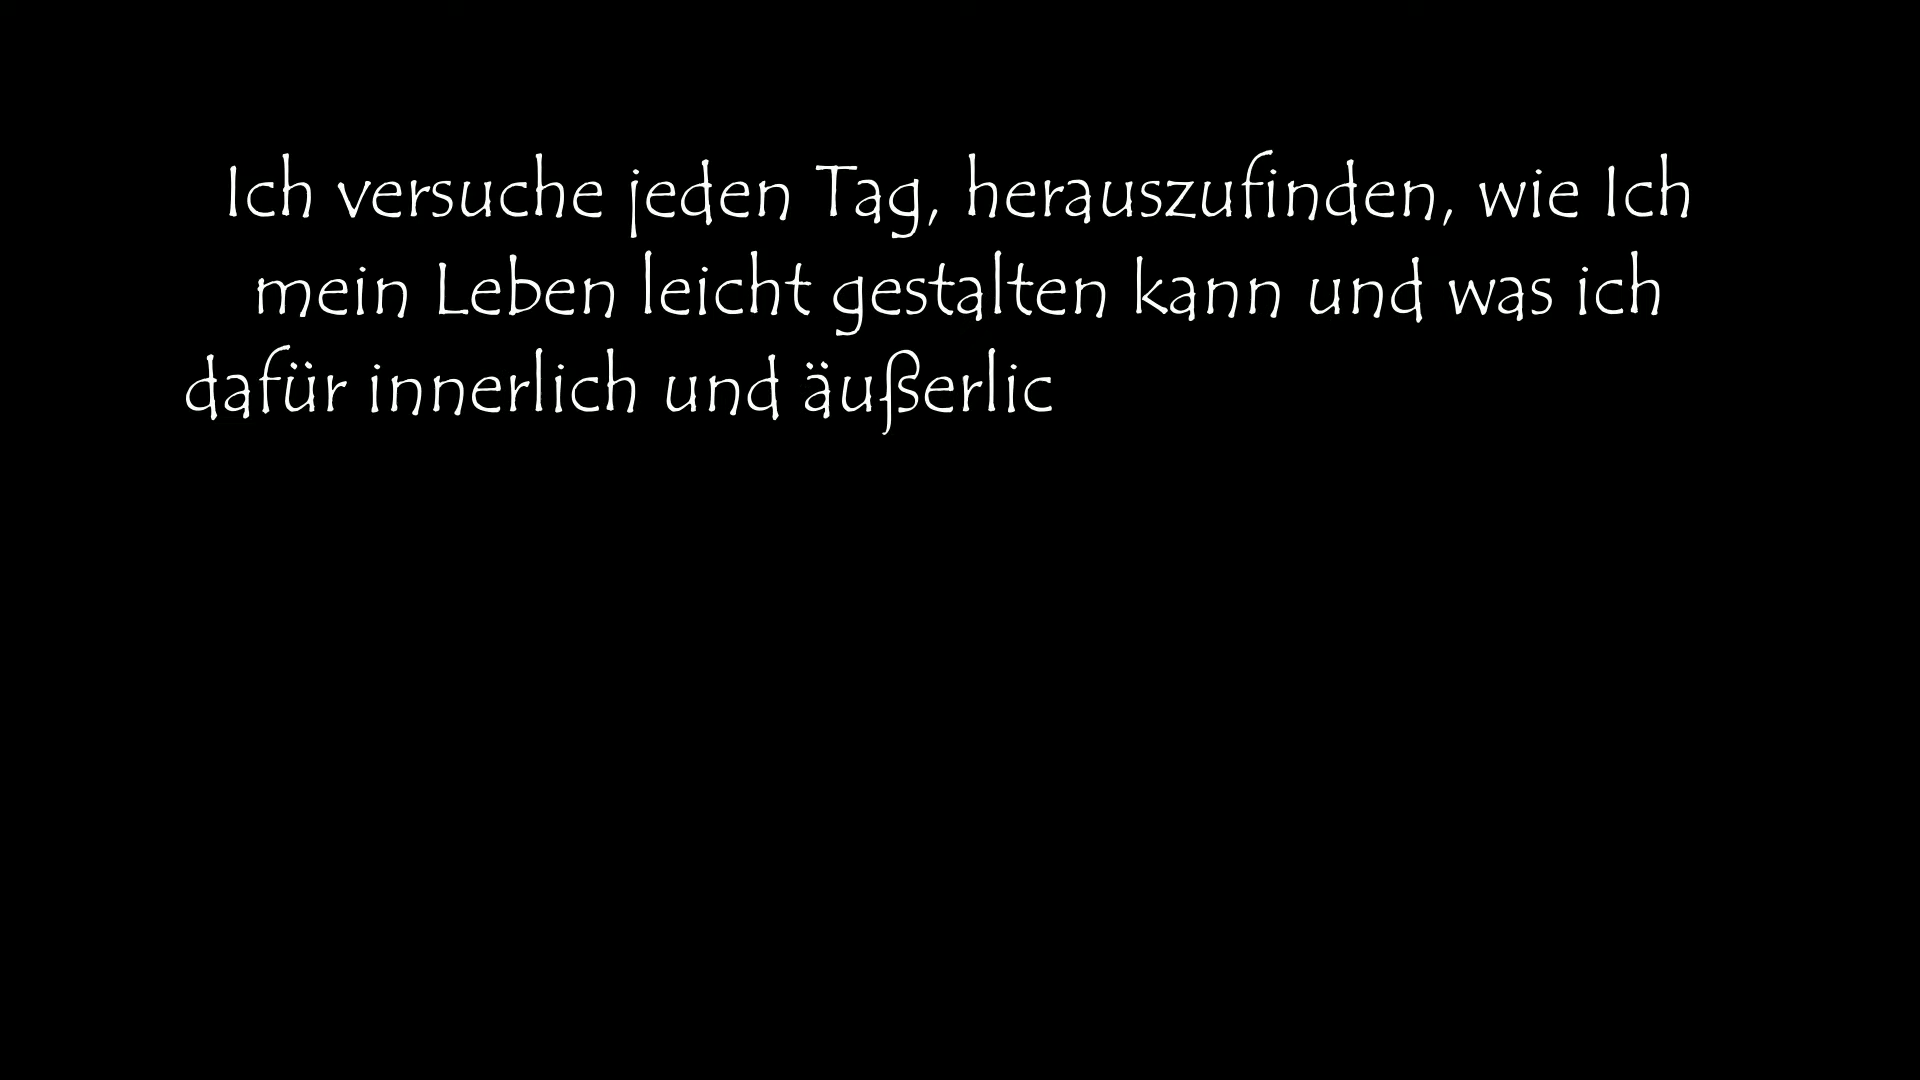 Ich versuche jeden Tag, herauszufinden, wie Ich
mein Leben leicht gestalten kann und was ich
dafür innerlich und äußerlic